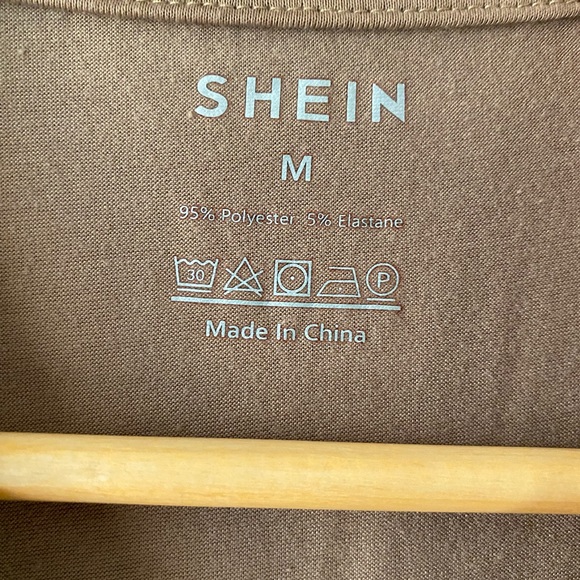 SHEIN
M
95% Polyester 5% Elastane
30 P
Made In China